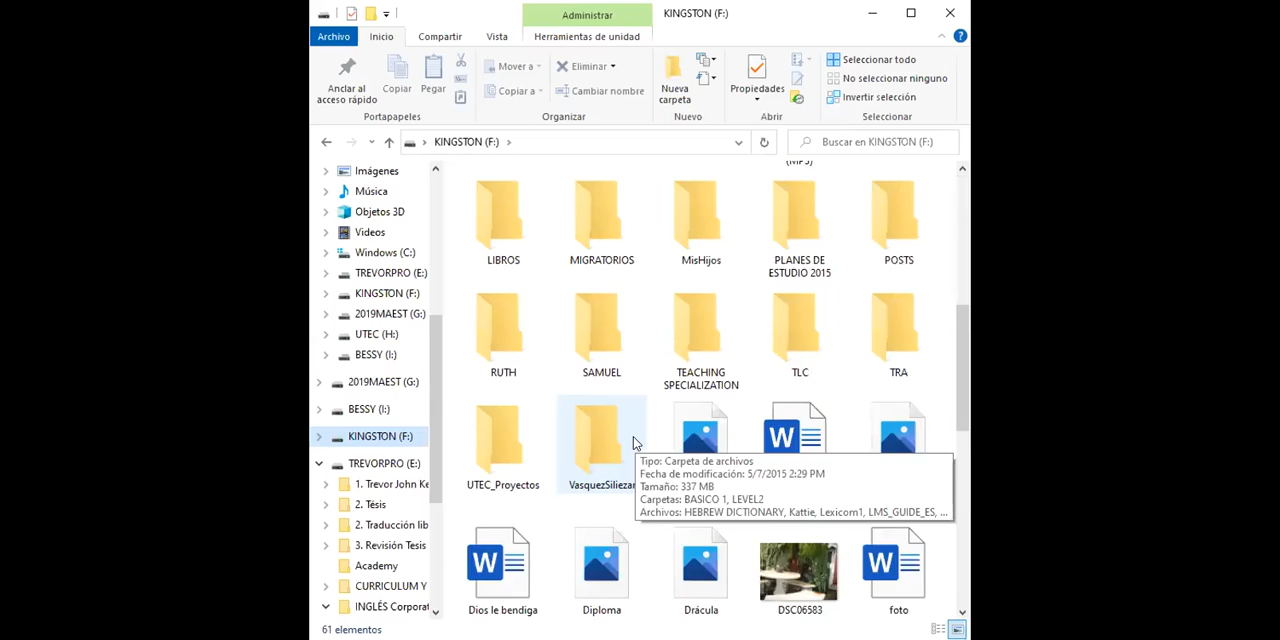 Administrar
KINGSTON (F:)
Archivo
Inicio
Compartir
Vista
Herramientas de unidad
Anclar al
acceso rápido
Copiar
Pegar
Mover a
Copiar a
Eliminar
Cambiar nombre
Nueva
carpeta
Propiedades
Seleccionar todo
No seleccionar ninguno
Invertir selección
Portapapeles
Organizar
Nuevo
Abrir
Seleccionar
KINGSTON (F:)
Buscar en KINGSTON (F:)
Imágenes
Música
Objetos 3D
Videos
Windows (C:)
TREVORPRO (E:)
KINGSTON (F:)
2019MAEST (G:)
UTEC (H:)
BESSY (I:)
2019MAEST (G:)
BESSY (I:)
KINGSTON (F:)
TREVORPRO (E:)
1. Trevor John Ke
2. Tésis
2. Traducción lib
3. Revisión Tesis
Academy
CURRICULUM Y
INGLÉS Corporat
(MP3)
LIBROS
MIGRATORIOS
MisHijos
PLANES DE
ESTUDIO 2015
POSTS
RUTH
SAMUEL
TEACHING
SPECIALIZATION
TLC
TRA
UTEC_Proyectos
VasquezSiliezar
Tipo: Carpeta de archivos
Fecha de modificación: 5/7/2015 2:29 PM
Tamaño: 337 MB
Carpetas: BASICO 1, LEVEL2
Archivos: HEBREW DICTIONARY, Kattie, Lexicom1, LMS_GUIDE_ES, ...
Dios le bendiga
Diploma
Drácula
DSC06583
foto
61 elementos